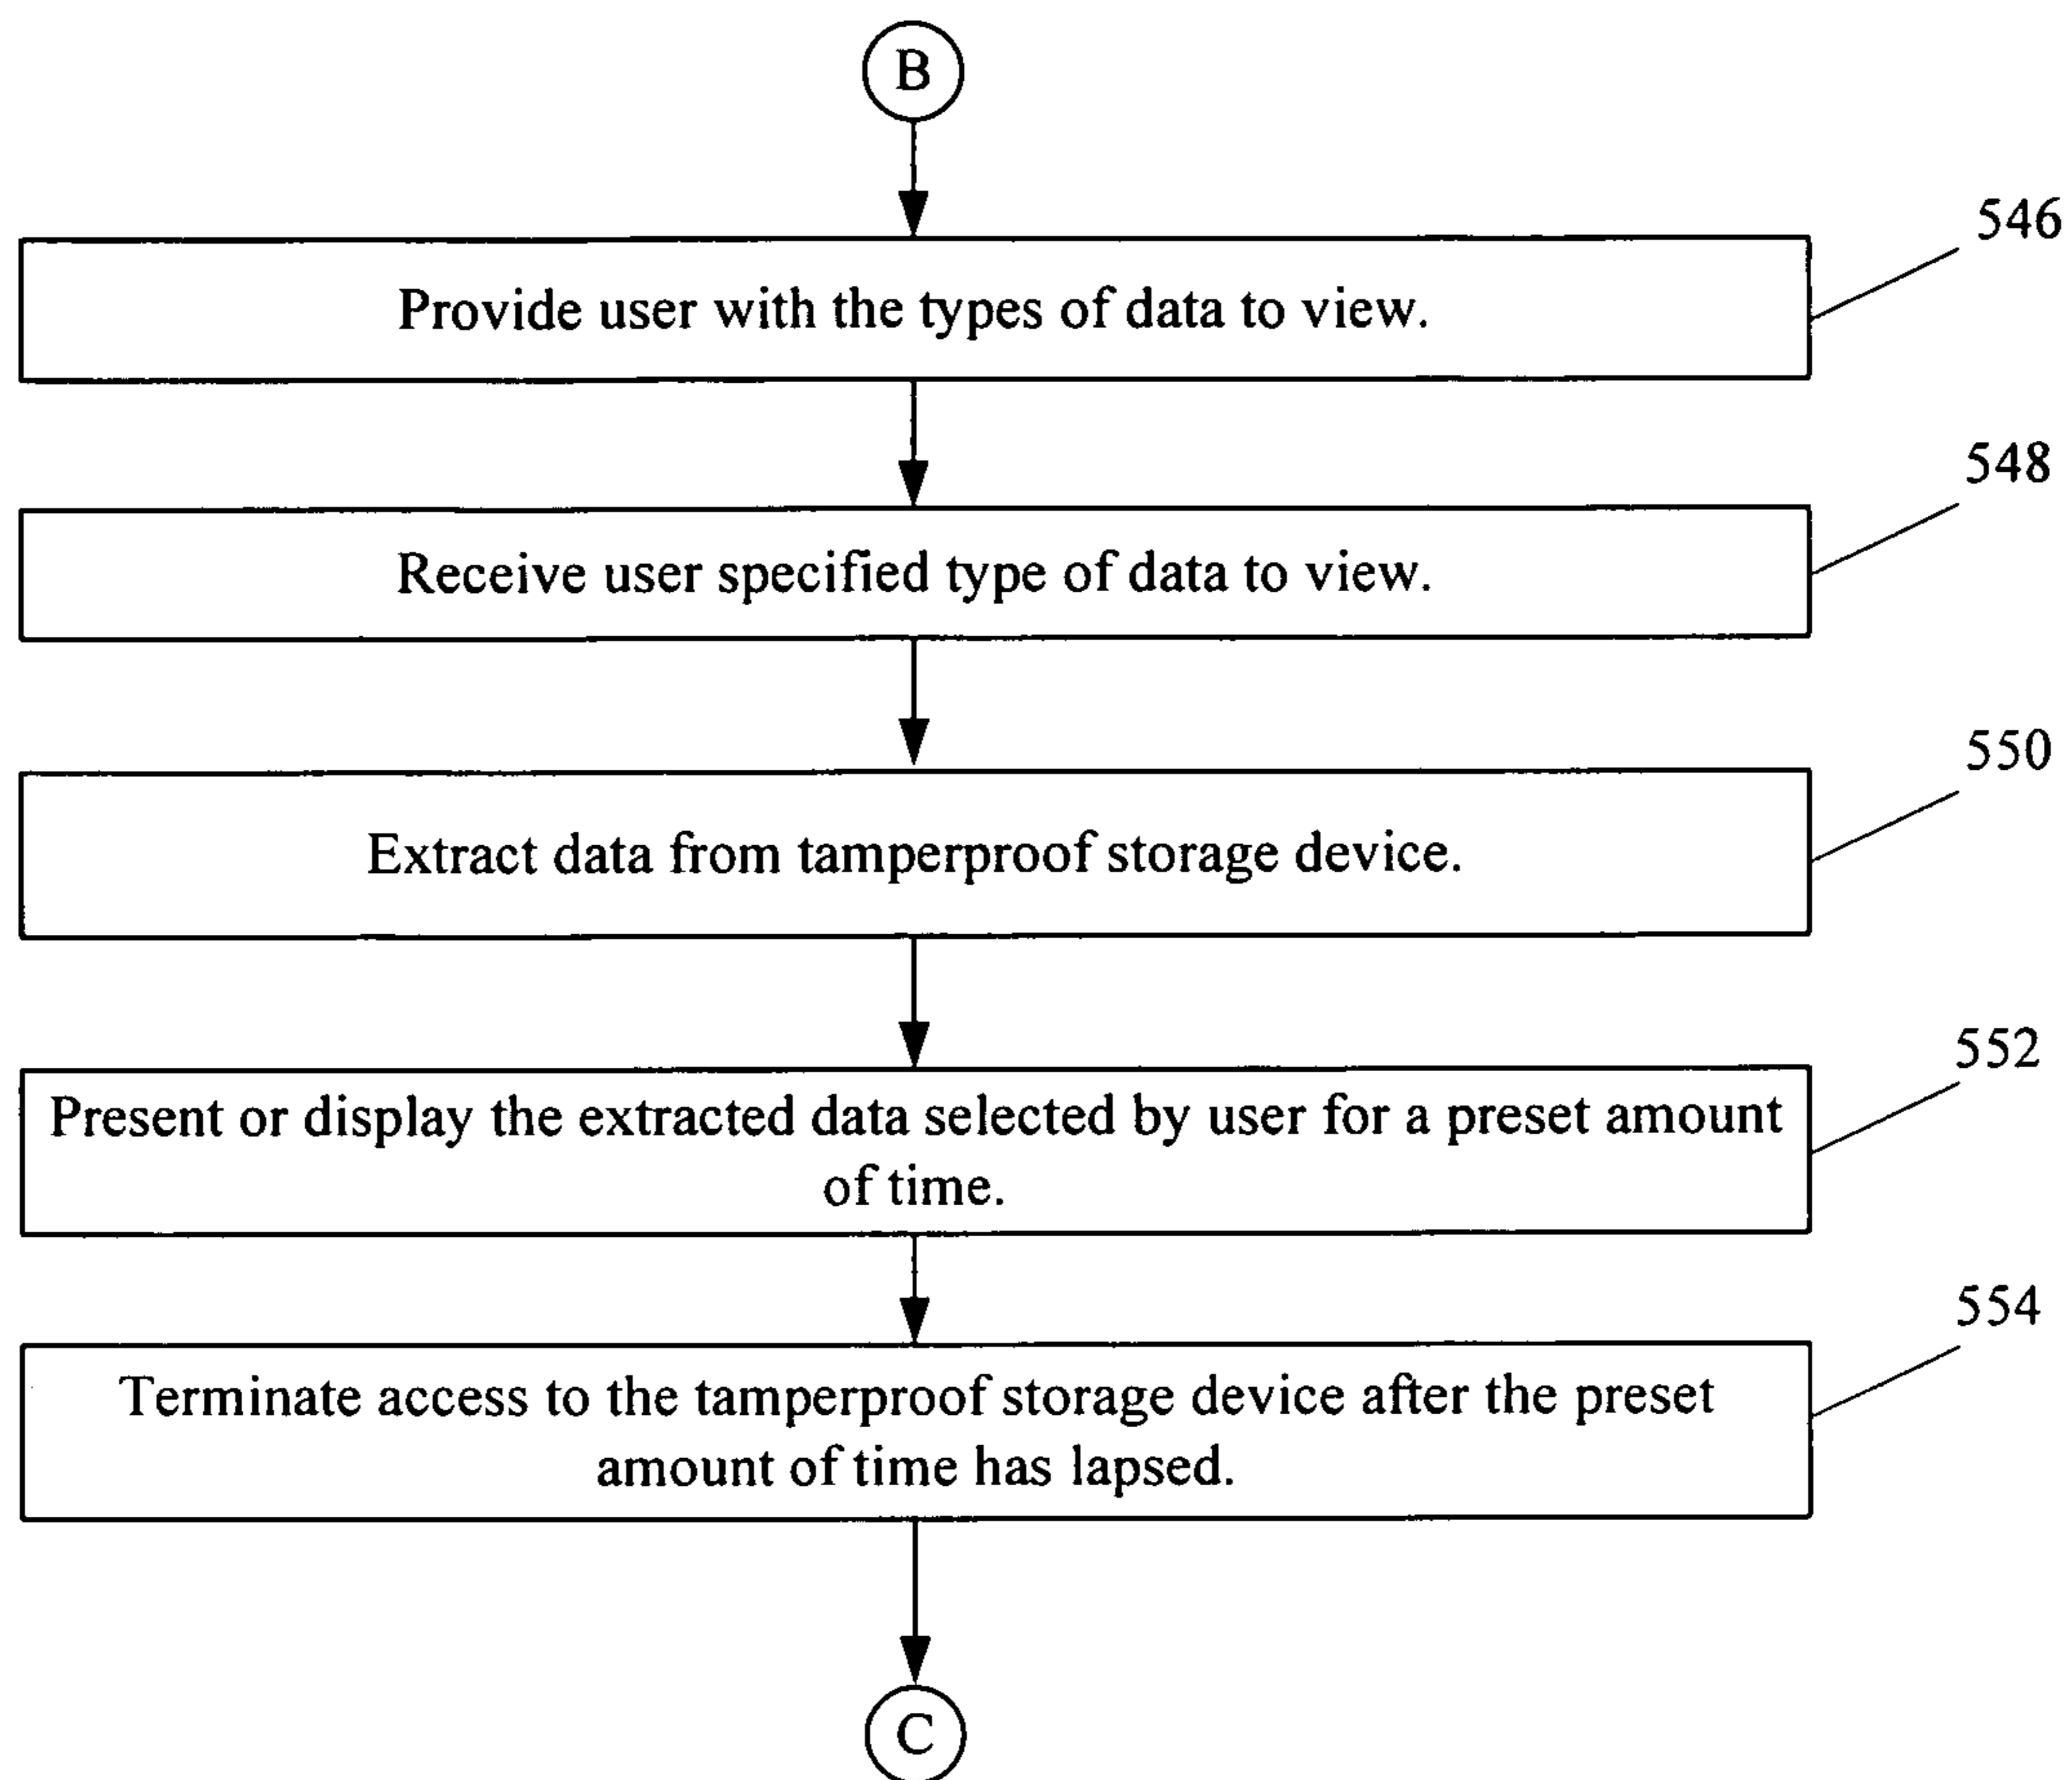 B
546
Provide user with the types of data to view.
548
Receive user specified type of data to view.
550
Extract data from tamperproof storage device.
552
Present or display the extracted data selected by user for a preset amount
of time.
554
Terminate access to the tamperproof storage device after the preset
amount of time has lapsed.
C